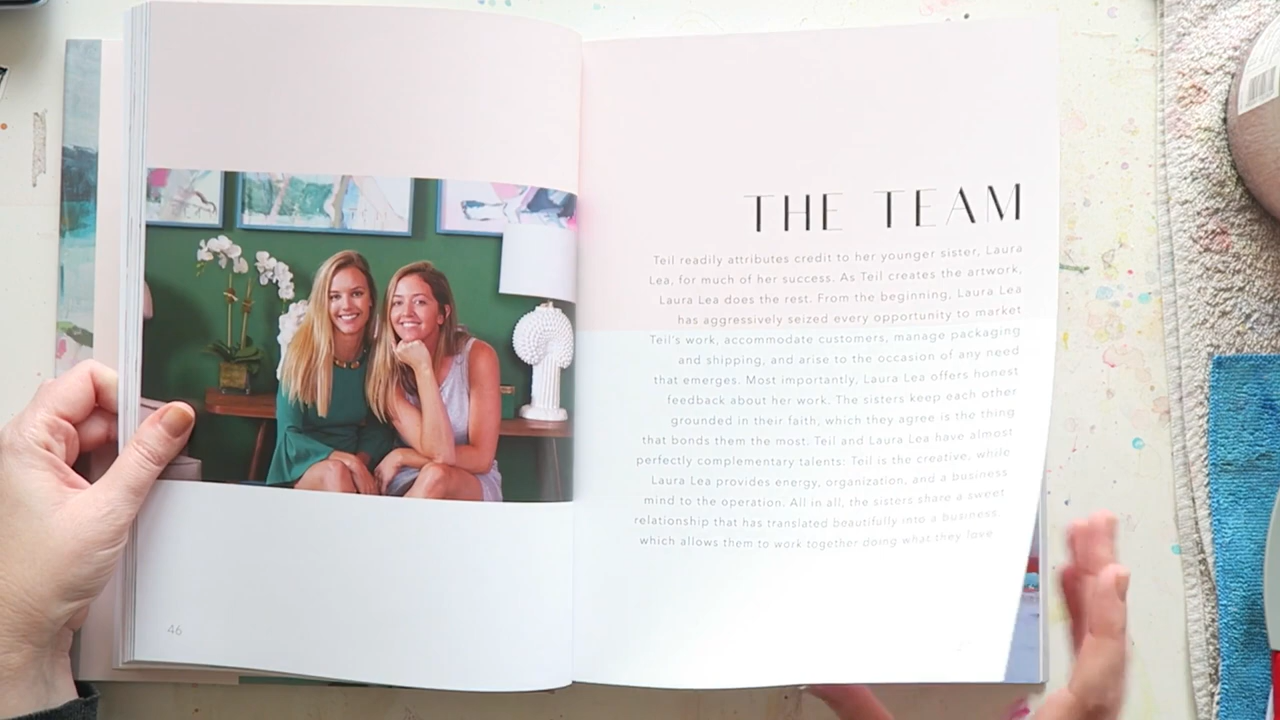 THE TEAM
Teil readily attributes credit to her younger sister, Laura
Lea, for much of her success. As Teil creates the artwork,
Laura Lea does the rest. From the beginning, Laura Lea
has aggressively seized every opportunity to market
Teil's work, accommodate customers, manage packaging
and shipping, and arise to the occasion of any need
that emerges. Most importantly, Laura Lea offers honest
feedback about her work. The sisters keep each other
grounded in their faith; which they agree is the thing
that bonds them the most. Teil and Laura Lea have almost
perfectly complementary talents: Teil is the creative, while
Laura Lea provides energy, organization, and a business
mind to the operation. All in all, the sisters share a sweet
relationship that has translated beautifully into a business,
which allows them to work together doing what they love
46